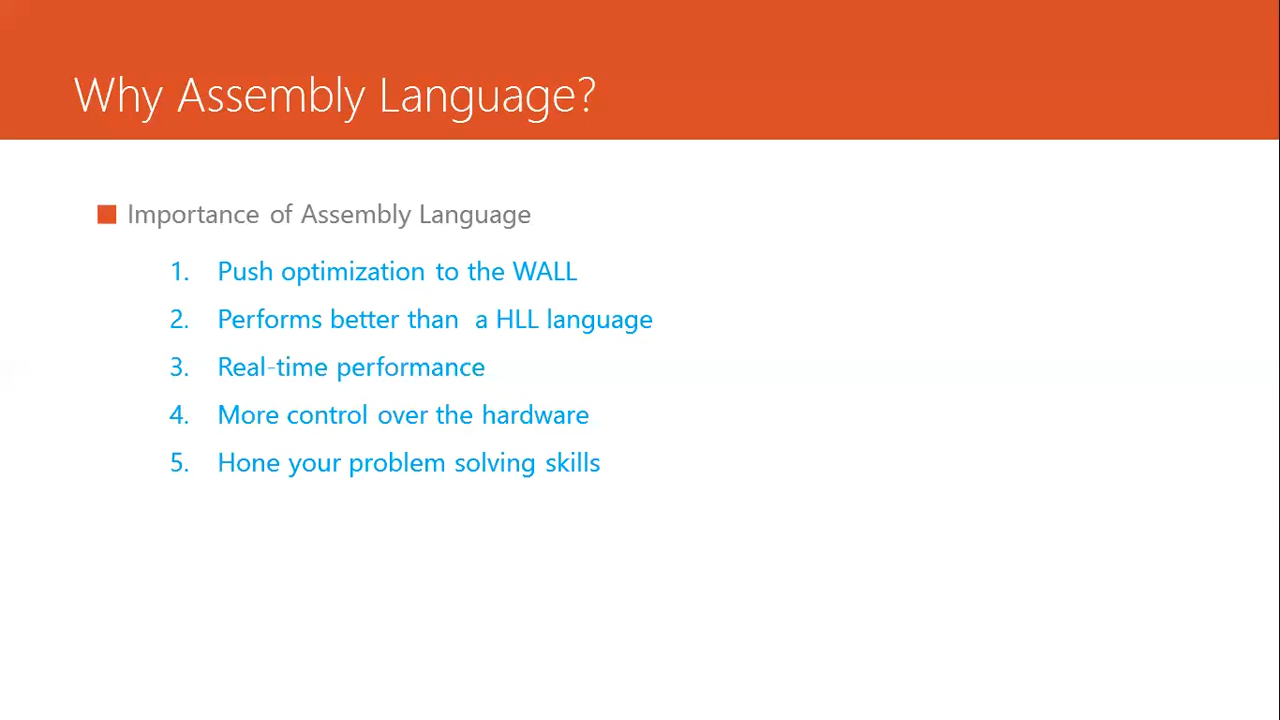 Why Assembly Language?
Importance of Assembly Language
1. Push optimization to the WALL
2. Performs better than a HLL language
3. Real-time performance
4. More control over the hardware
5. Hone your problem solving skills